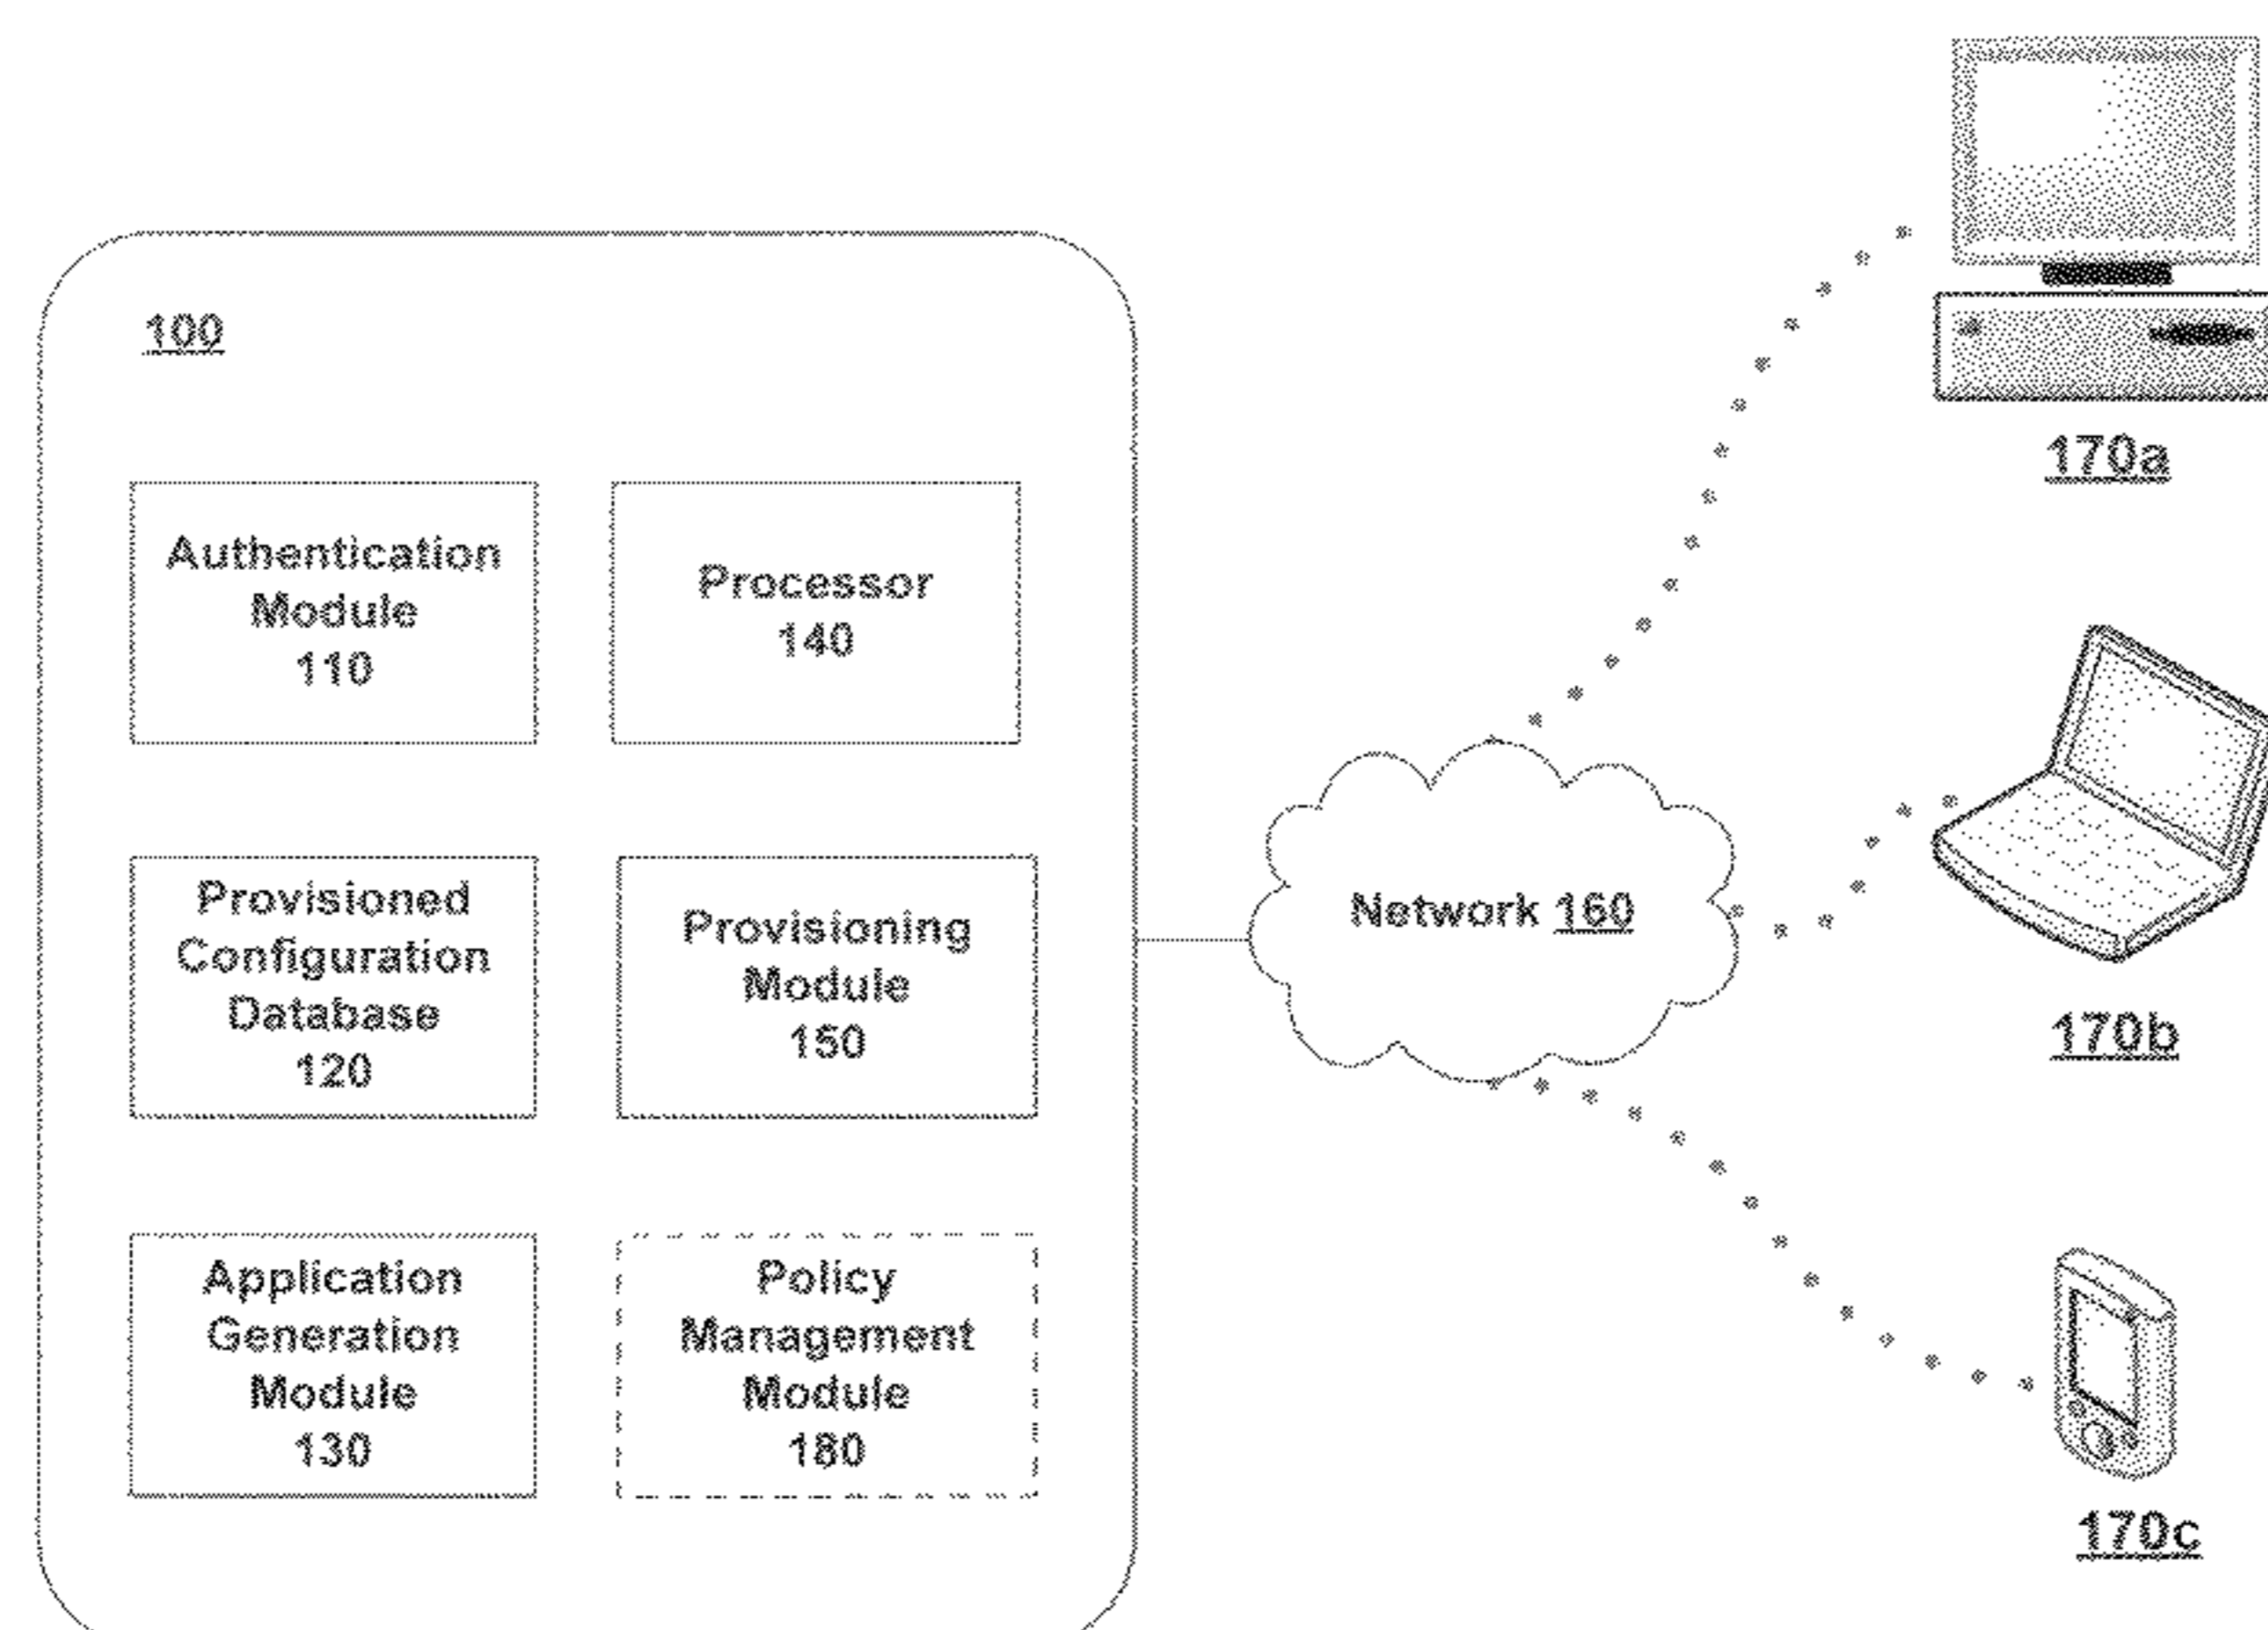 100
Authentication
Module
110
Processor
140
Provisioned
Configuration
Database
120
Provisioning
Module
150
Application
Generation
Module
130
Policy
Management
Module
180
Network 160
170a
170b
170c